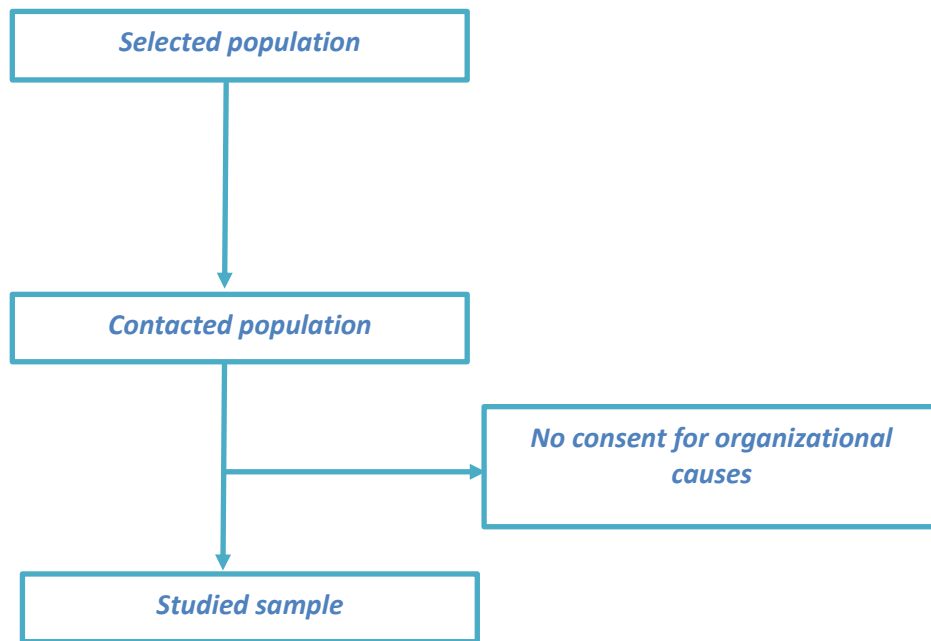 Selected population
Contacted population
No consent for organizational
causes
Studied sample